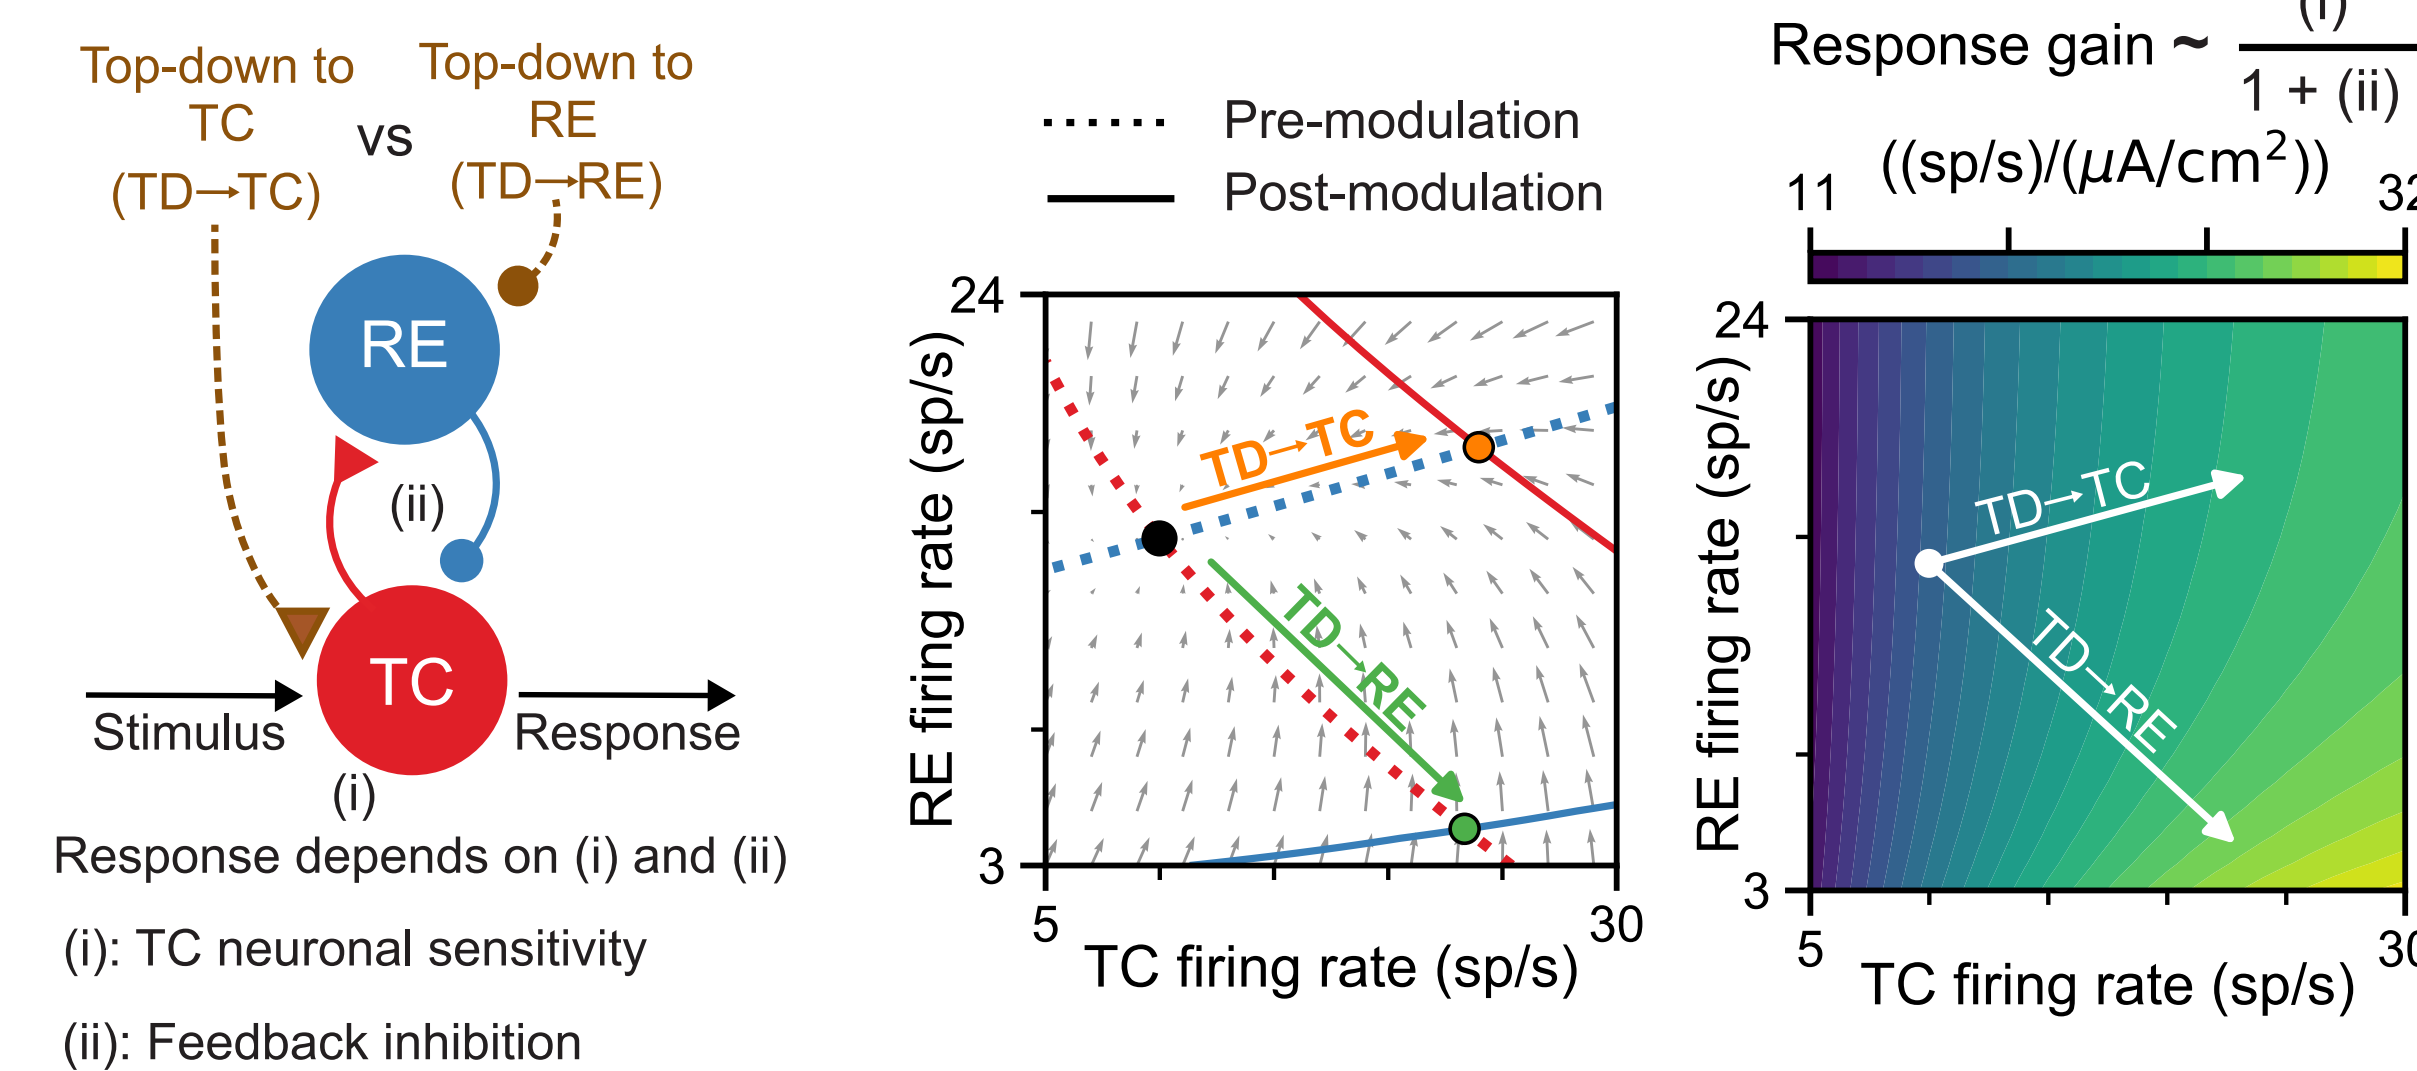 Top-down to
TC
(TD→TC)
vs
Top-down to
RE
(TD→RE)
RE
(ii)
TC
Stimulus
Response
(i)
Response depends on (i) and (ii)
(i): TC neuronal sensitivity
(ii): Feedback inhibition
Pre-modulation
Post-modulation
24
TD→TC
TD→RE
3
5
30
RE firing rate (sp/s)
TC firing rate (sp/s)
Response gain ~
(i)
1 + (ii)
((sp/s)/(μA/cm²))
11
32
24
TD→TC
TD→RE
3
5
30
RE firing rate (sp/s)
TC firing rate (sp/s)